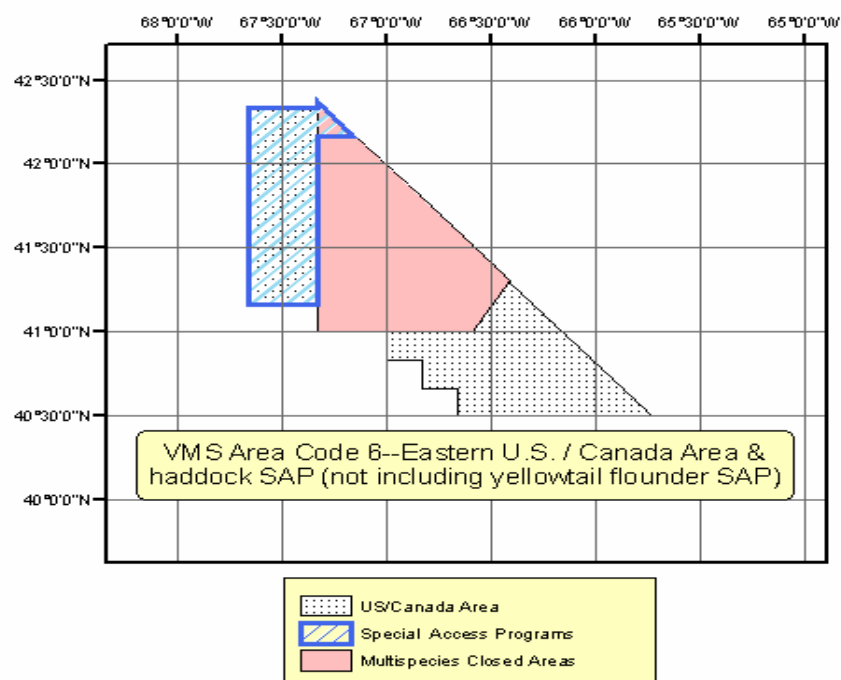 68°0'0"W 67°30'0"W 67°0'0"W 66°30'0"W 66°0'0"W 65°30'0"W 65°0'0"W
42°30'0"N
42°0'0"N
41°30'0"N
41°0'0"N
40°30'0"N
VMS Area Code 6--Eastern U.S. / Canada Area &
haddock SAP (not including yellowtail flounder SAP)
40°0'0"N
US/Canada Area
Special Access Programs
Multispecies Closed Areas